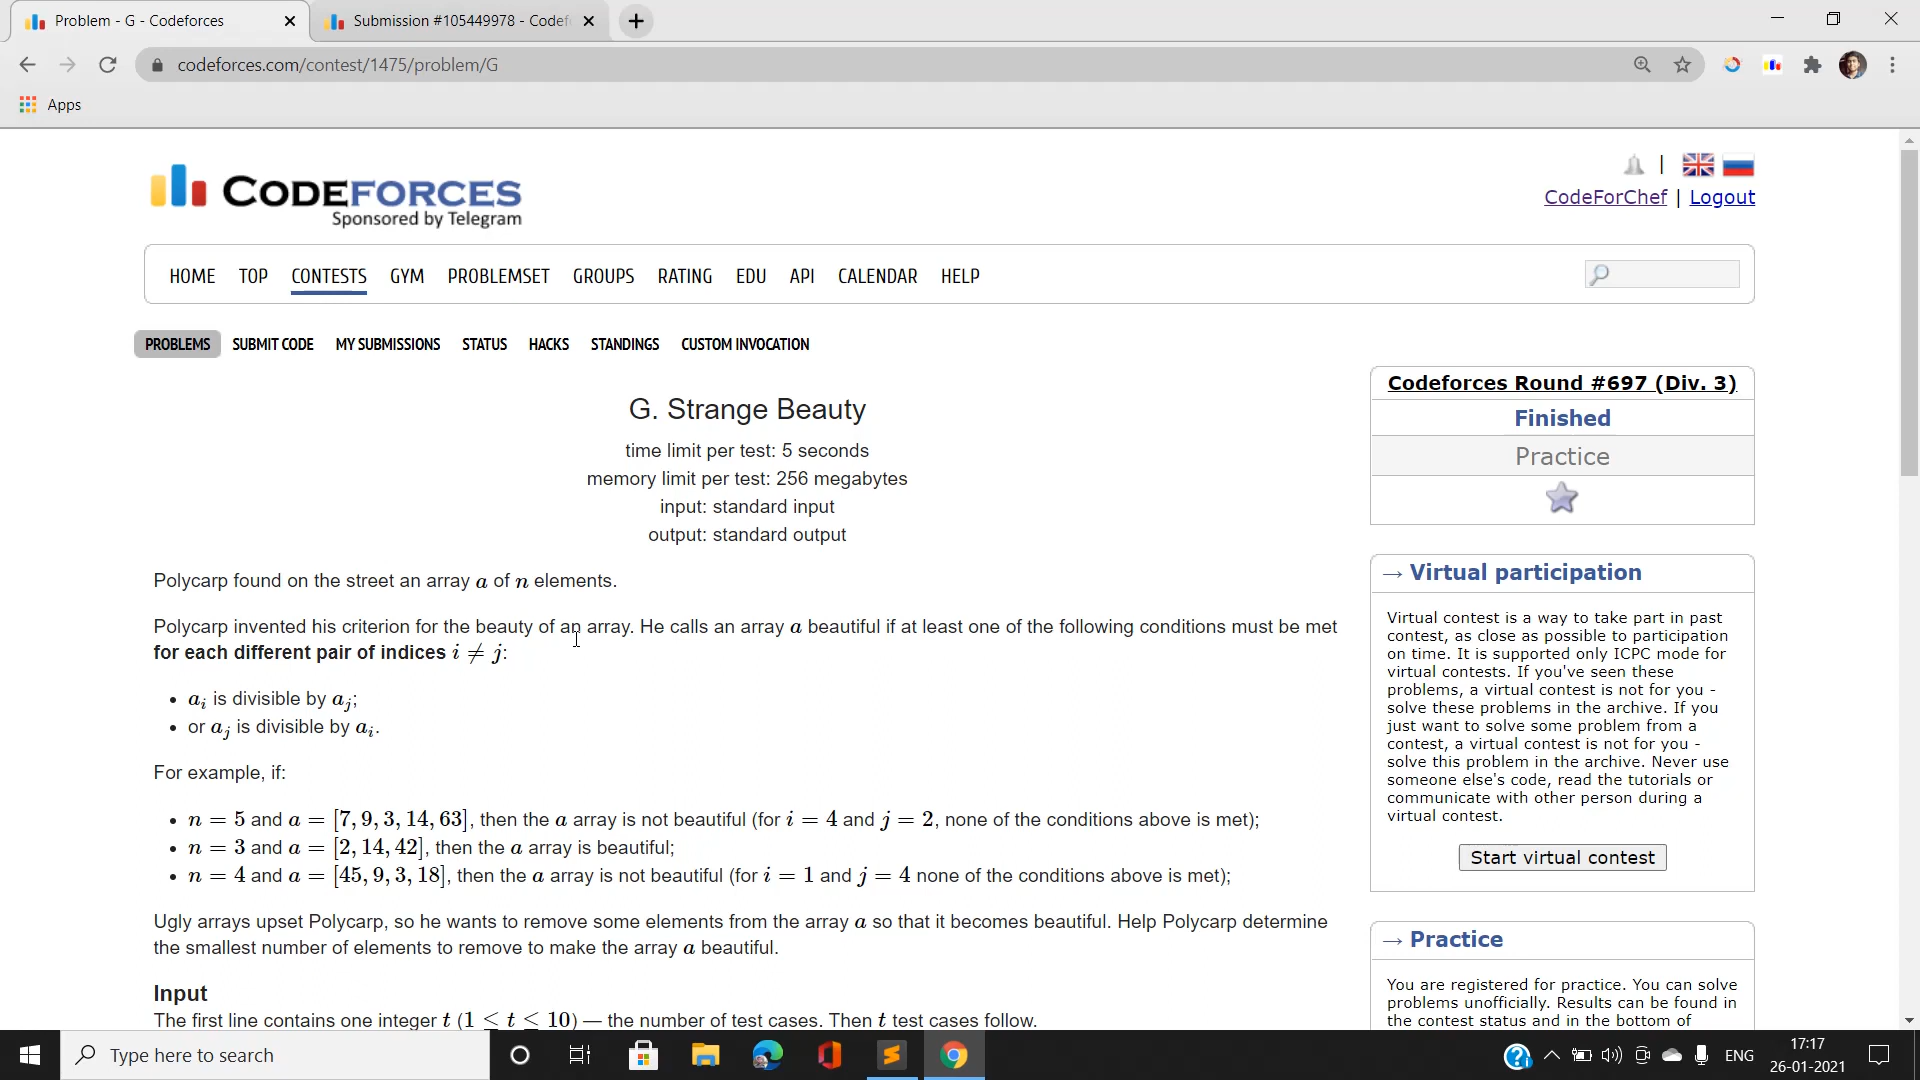 Problem - G - Codeforces
Submission #105449978 - Codef
codeforces.com/contest/1475/problem/G
Apps
CODEFORCES
Sponsored by Telegram
|
CodeForChef | Logout
HOME TOP CONTESTS GYM PROBLEMSET GROUPS RATING EDU API CALENDAR HELP
PROBLEMS SUBMIT CODE MY SUBMISSIONS STATUS HACKS STANDINGS CUSTOM INVOCATION
G. Strange Beauty
time limit per test: 5 seconds
memory limit per test: 256 megabytes
input: standard input
output: standard output
Polycarp found on the street an array a of n elements.
Polycarp invented his criterion for the beauty of an array. He calls an array a beautiful if at least one of the following conditions must be met
for each different pair of indices i ≠ j:
• a_i is divisible by a_j;
• or a_j is divisible by a_i.
For example, if:
• n = 5 and a = [7, 9, 3, 14, 63], then the a array is not beautiful (for i = 4 and j = 2, none of the conditions above is met);
• n = 3 and a = [2, 14, 42], then the a array is beautiful;
• n = 4 and a = [45, 9, 3, 18], then the a array is not beautiful (for i = 1 and j = 4 none of the conditions above is met);
Ugly arrays upset Polycarp, so he wants to remove some elements from the array a so that it becomes beautiful. Help Polycarp determine
the smallest number of elements to remove to make the array a beautiful.
Input
The first line contains one integer t (1 ≤ t ≤ 10) — the number of test cases. Then t test cases follow.
Codeforces Round #697 (Div. 3)
Finished
Practice
→ Virtual participation
Virtual contest is a way to take part in past
contest, as close as possible to participation
on time. It is supported only ICPC mode for
virtual contests. If you've seen these
problems, a virtual contest is not for you -
solve these problems in the archive. If you
just want to solve some problem from a
contest, a virtual contest is not for you -
solve this problem in the archive. Never use
someone else's code, read the tutorials or
communicate with other person during a
virtual contest.
Start virtual contest
→ Practice
You are registered for practice. You can solve
problems unofficially. Results can be found in
the contest status and in the bottom of
Type here to search
ENG
17:17
26-01-2021